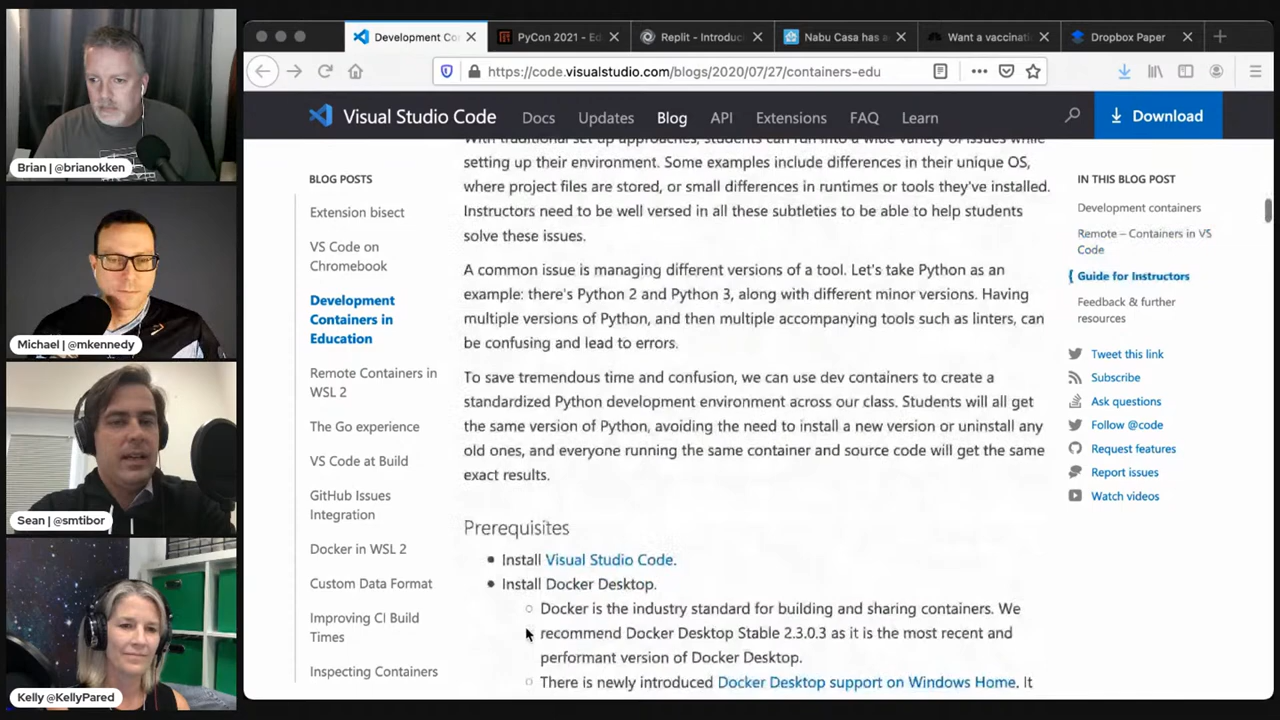 Brian | @brianokken
Michael | @mkennedy
Sean | @smtibor
Kelly @KellyPared
Development Co
PyCon 2021 - Ed
Replit - Introduc
Nabu Casa has a
Want a vaccinati
Dropbox Paper
https://code.visualstudio.com/blogs/2020/07/27/containers-edu
Visual Studio Code
Docs
Updates
Blog
API
Extensions
FAQ
Learn
Download
BLOG POSTS
Extension bisect
VS Code on
Chromebook
Development
Containers in
Education
Remote Containers in
WSL 2
The Go experience
VS Code at Build
GitHub Issues
Integration
Docker in WSL 2
Custom Data Format
Improving CI Build
Times
Inspecting Containers
With traditional set up approaches, students can run into a wide variety of issues while
setting up their environment. Some examples include differences in their unique OS,
where project files are stored, or small differences in runtimes or tools they've installed.
Instructors need to be well versed in all these subtleties to be able to help students
solve these issues.
A common issue is managing different versions of a tool. Let's take Python as an
example: there's Python 2 and Python 3, along with different minor versions. Having
multiple versions of Python, and then multiple accompanying tools such as linters, can
be confusing and lead to errors.
To save tremendous time and confusion, we can use dev containers to create a
standardized Python development environment across our class. Students will all get
the same version of Python, avoiding the need to install a new version or uninstall any
old ones, and everyone running the same container and source code will get the same
exact results.
Prerequisites
Install Visual Studio Code.
Install Docker Desktop.
Docker is the industry standard for building and sharing containers. We
recommend Docker Desktop Stable 2.3.0.3 as it is the most recent and
performant version of Docker Desktop.
There is newly introduced Docker Desktop support on Windows Home. It
IN THIS BLOG POST
Development containers
Remote – Containers in VS
Code
Guide for Instructors
Feedback & further
resources
Tweet this link
Subscribe
Ask questions
Follow @code
Request features
Report issues
Watch videos